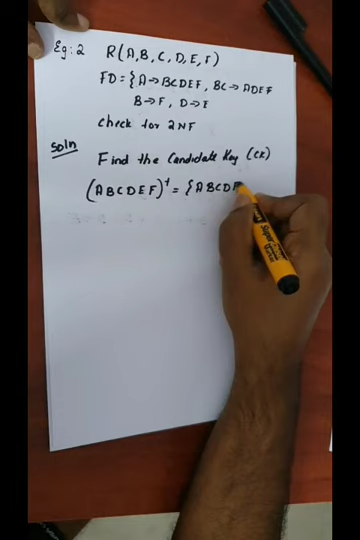 Eg:2 R(A,B,C,D,E,F)
FD = {A→BCDEF, BC→ADEF
B→F, D→E
check for 2NF
Soln
Find the Candidate Key (CK)
(ABCDEF)⁺ = {ABCD